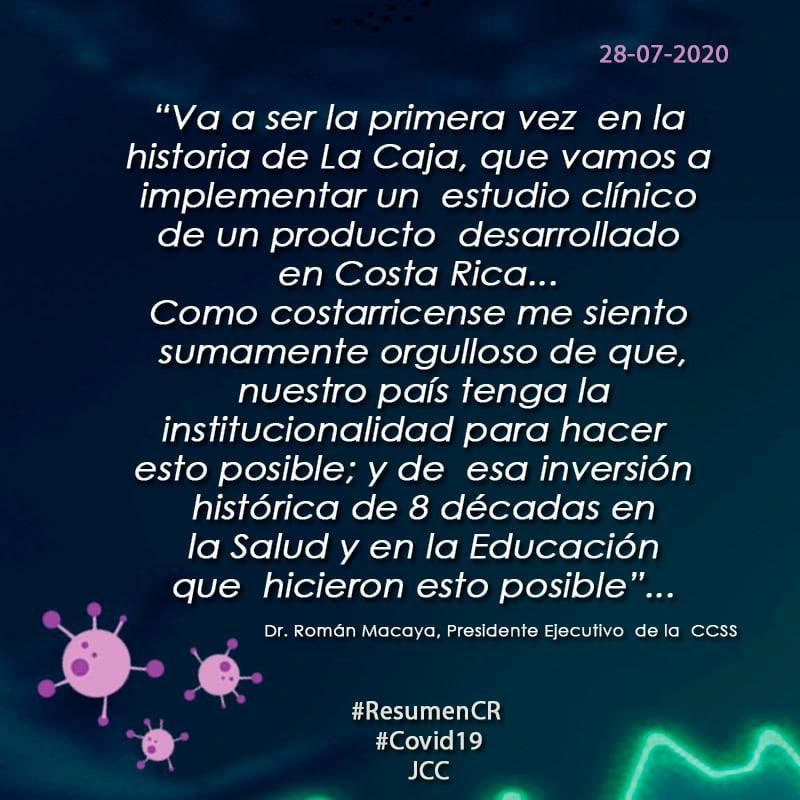 28-07-2020
“Va a ser la primera vez en la
historia de La Caja, que vamos a
implementar un estudio clínico
de un producto desarrollado
en Costa Rica...
Como costarricense me siento
sumamente orgulloso de que,
nuestro país tenga la
institucionalidad para hacer
esto posible; y de esa inversión
histórica de 8 décadas en
la Salud y en la Educación
que hicieron esto posible”...
Dr. Román Macaya, Presidente Ejecutivo de la CCSS
#ResumenCR
#Covid19
JCC